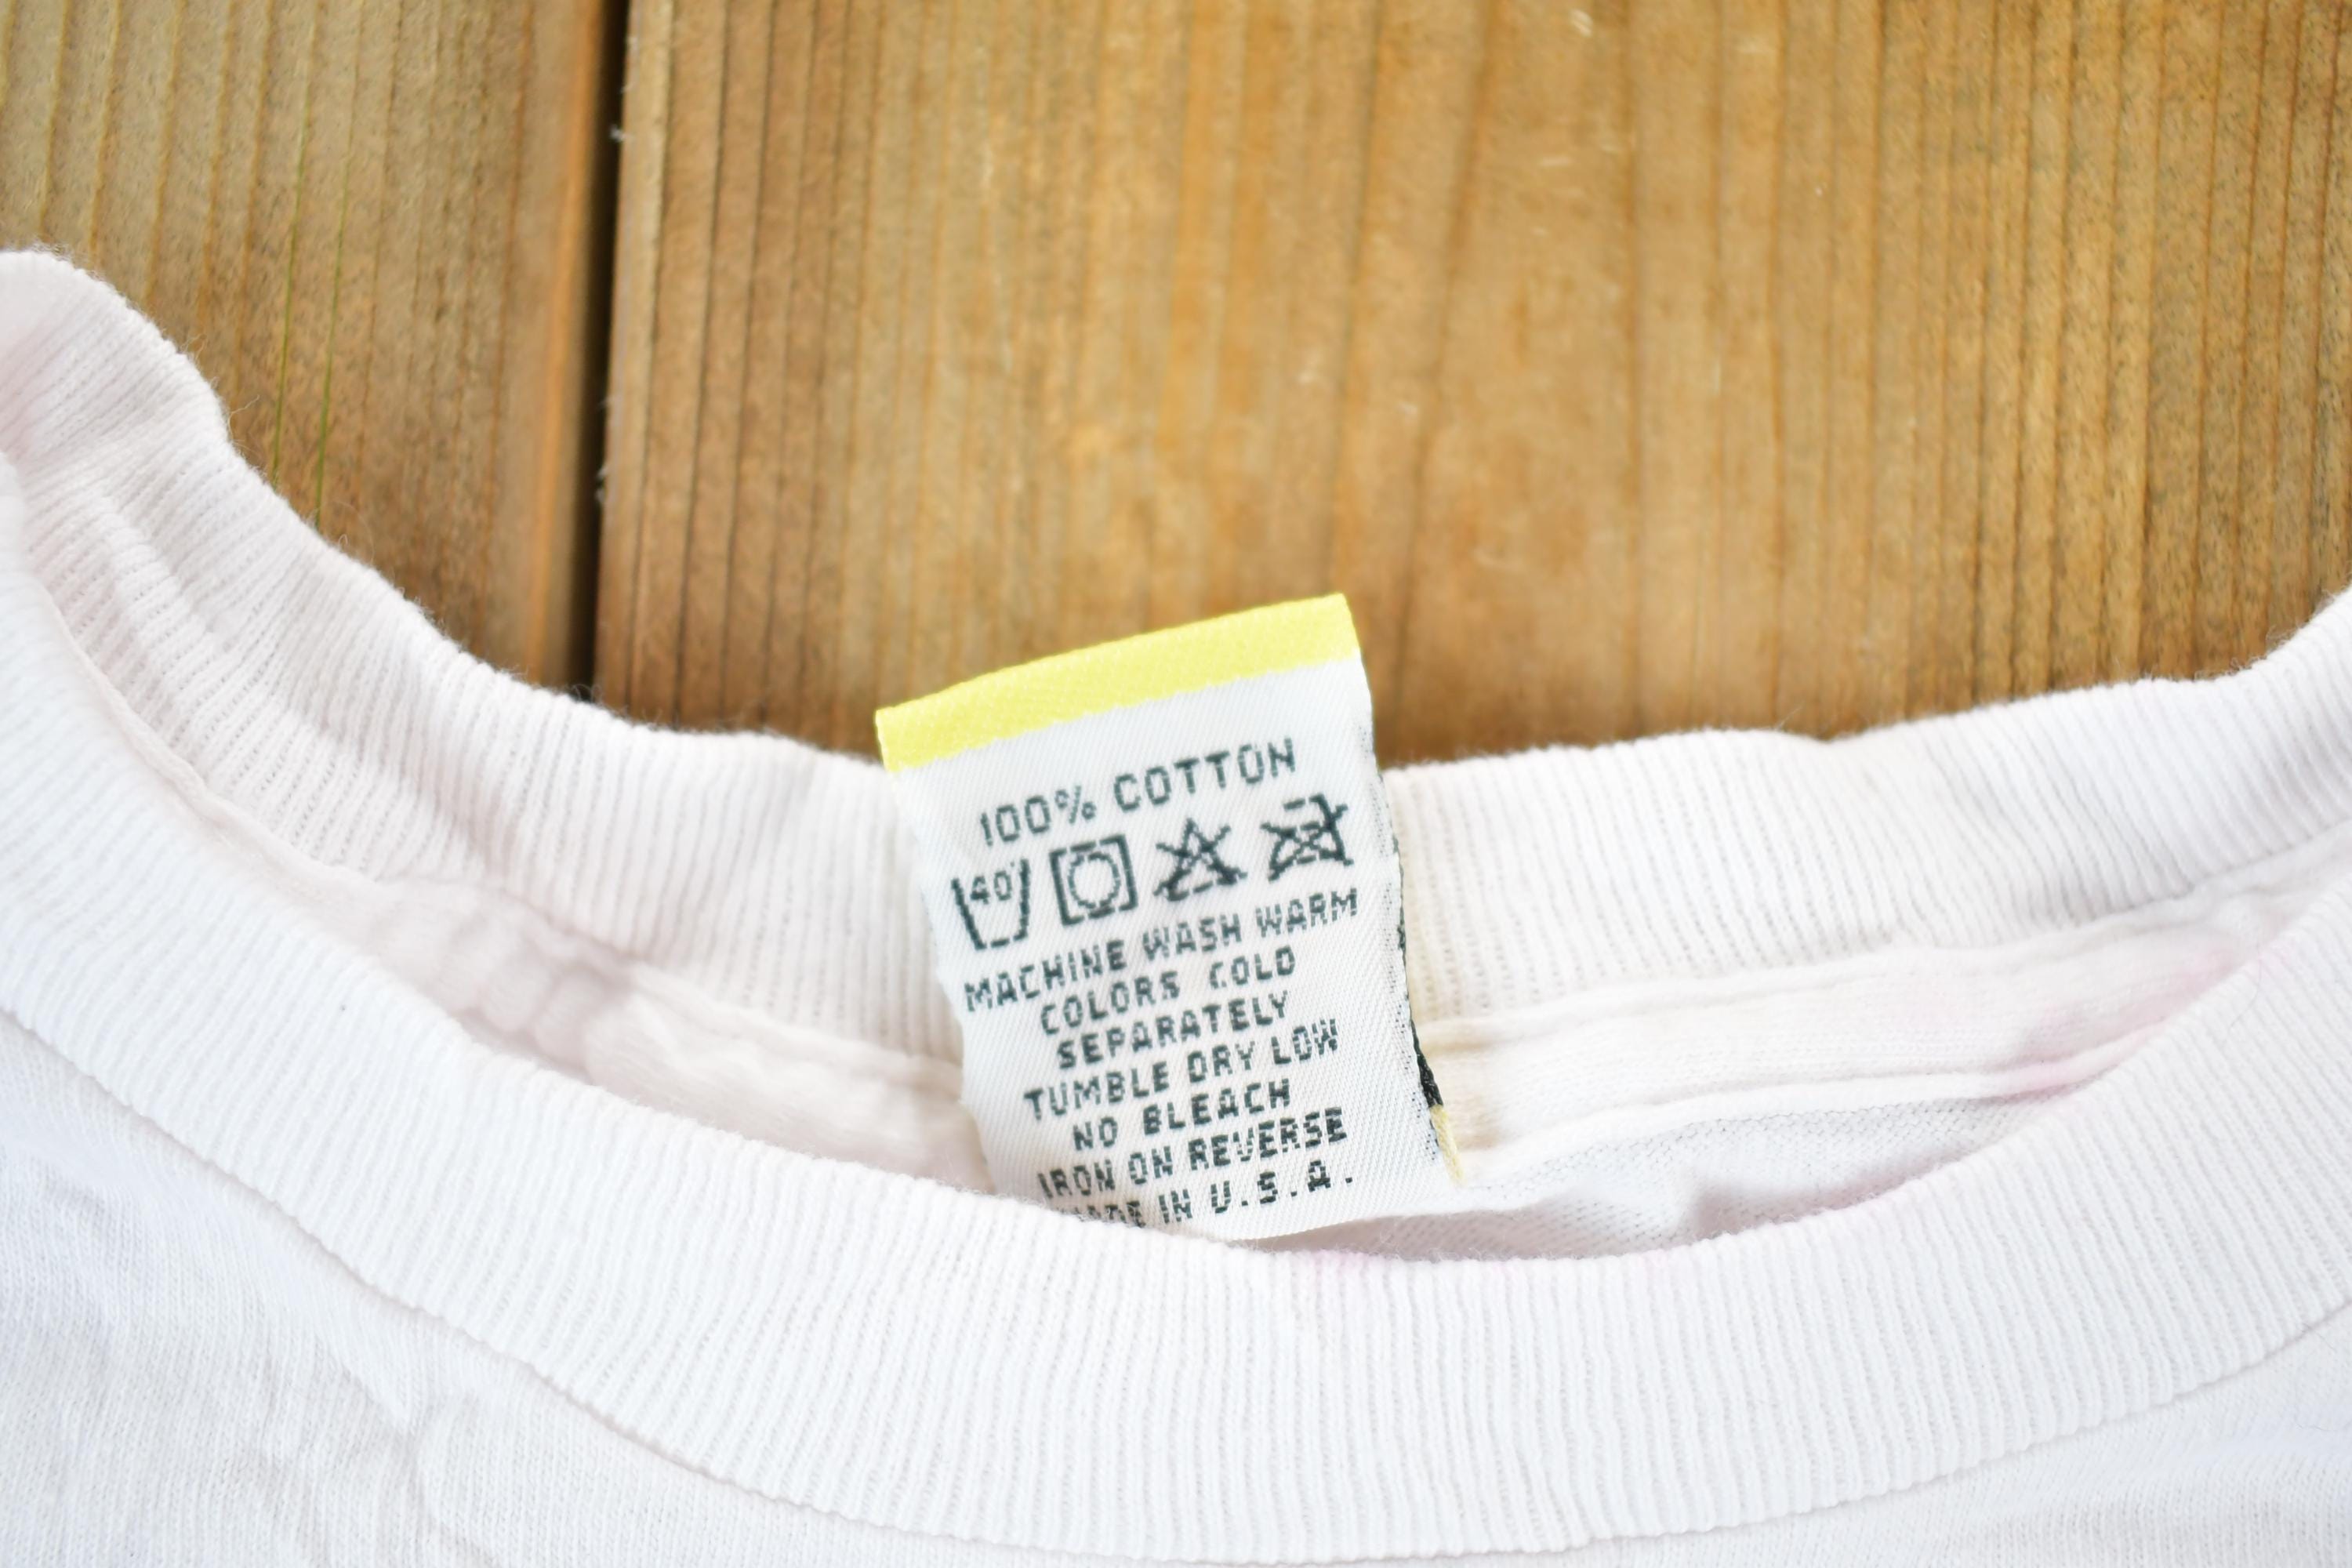 100% COTTON
40°
MACHINE WASH WARM
COLORS COLD
SEPARATELY
TUMBLE DRY LOW
NO BLEACH
IRON ON REVERSE
MADE IN U.S.A.